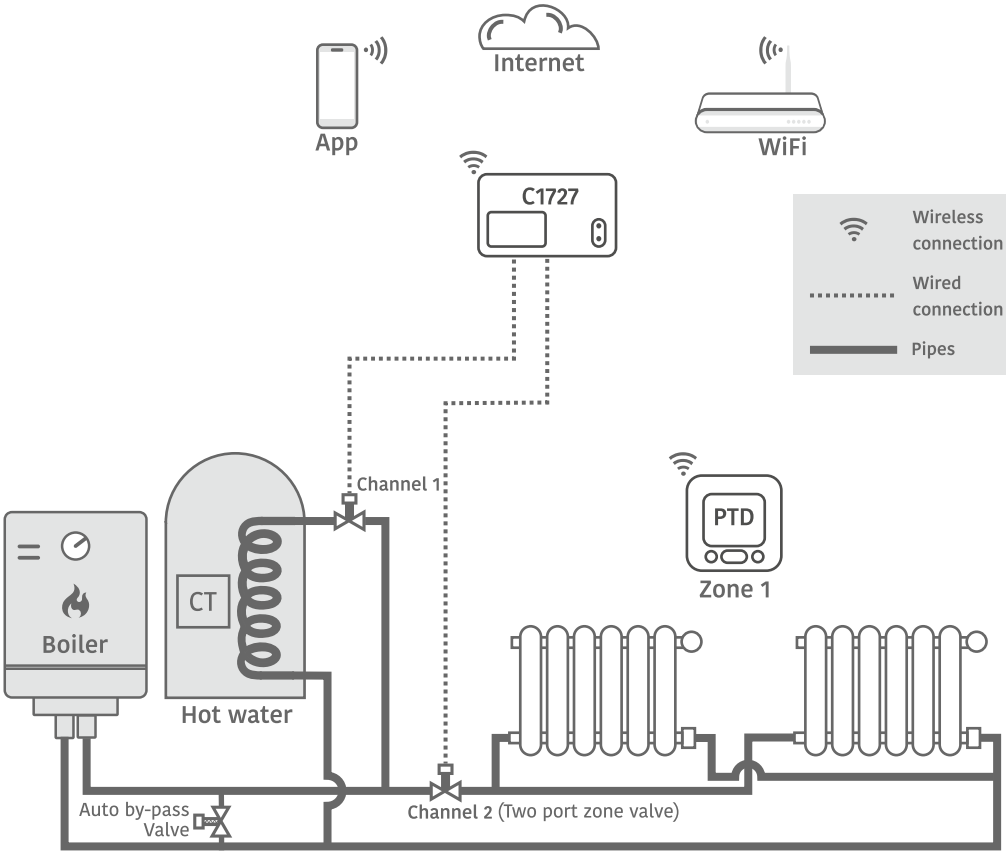 Internet
App
WiFi
C1727
Wireless
connection
Wired
connection
Pipes
Channel 1
PTD
Zone 1
CT
Boiler
Hot water
Auto by-pass
Valve
Channel 2 (Two port zone valve)